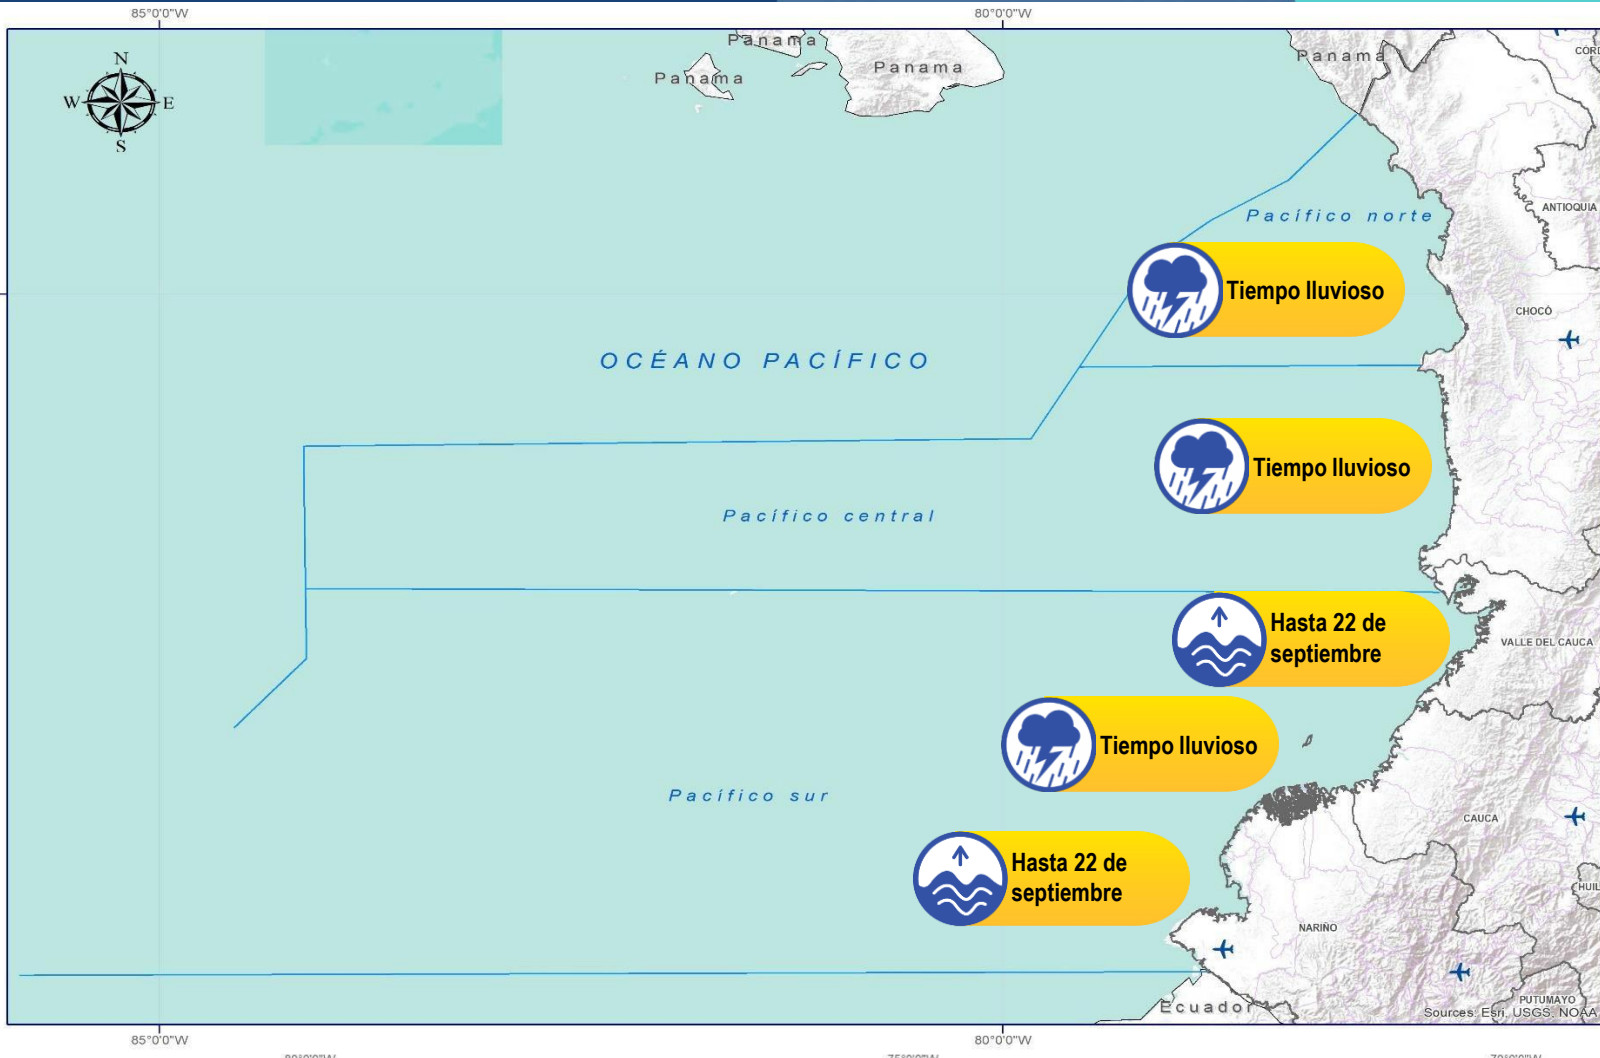 85°0'0"W
80°0'0"W
N
W
E
S
Panama
Panama
Panama
Panama
ANTIOQUIA
Pacífico norte
Tiempo lluvioso
CHOCÓ
OCÉANO PACÍFICO
Tiempo lluvioso
Pacífico central
Hasta 22 de
septiembre
VALLE DEL CAUCA
Tiempo lluvioso
Pacífico sur
CAUCA
Hasta 22 de
septiembre
HUIL
NARIÑO
PUTUMAYO
Ecuador
Sources: Esri, USGS, NOAA
85°0'0"W
80°0'0"W